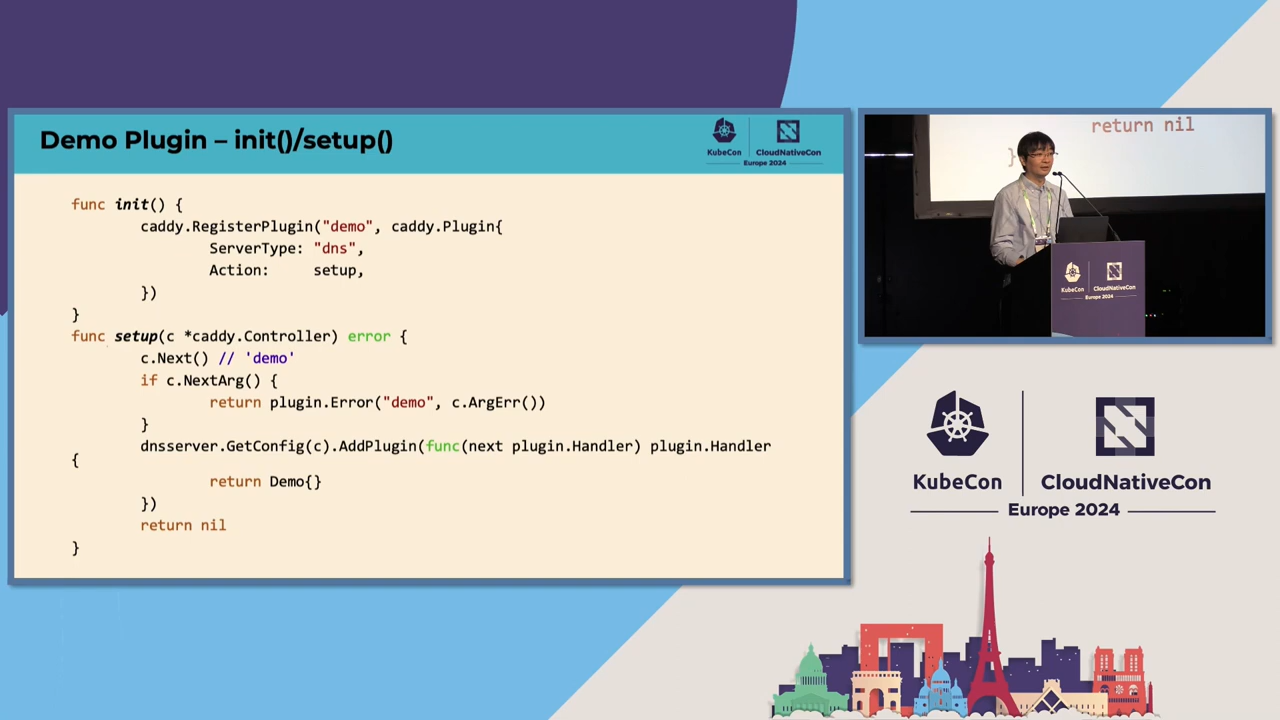 Demo Plugin – init()/setup()
KubeCon
CloudNativeCon
Europe 2024
func init() {
caddy.RegisterPlugin("demo", caddy.Plugin{
ServerType: "dns",
Action: setup,
})
}
func setup(c *caddy.Controller) error {
c.Next() // 'demo'
if c.NextArg() {
return plugin.Error("demo", c.ArgErr())
}
dnsserver.GetConfig(c).AddPlugin(func(next plugin.Handler) plugin.Handler
{
return Demo{}
})
return nil
}
return nil
}
KubeCon
CloudNativeCon
Europe 2024
KubeCon
CloudNativeCon
Europe 2024